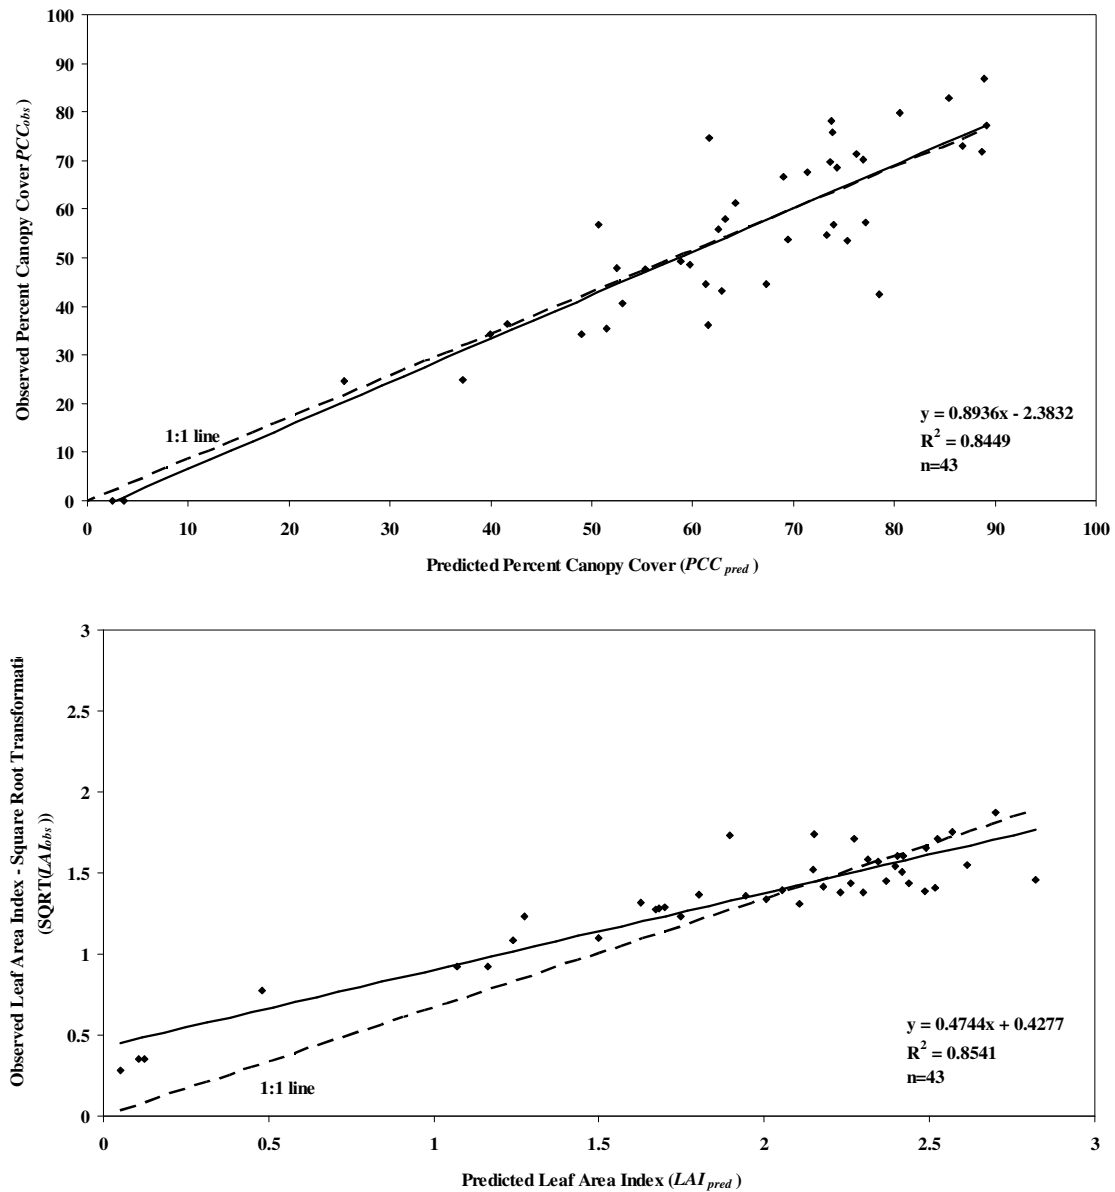 100
90
80
70
60
50
40
30
20
10
0
Observed Percent Canopy Cover PCCobs)
1:1 line
y = 0.8936x - 2.3832
R2 = 0.8449
n=43
0 10 20 30 40 50 60 70 80 90 100
Predicted Percent Canopy Cover (PCC pred )
3
2.5
2
1.5
1
0.5
0
Observed Leaf Area Index - Square Root Transformati
(SQRT(LAIobs ))
1:1 line
y = 0.4744x + 0.4277
R2 = 0.8541
n=43
0 0.5 1 1.5 2 2.5 3
Predicted Leaf Area Index (LAI pred )